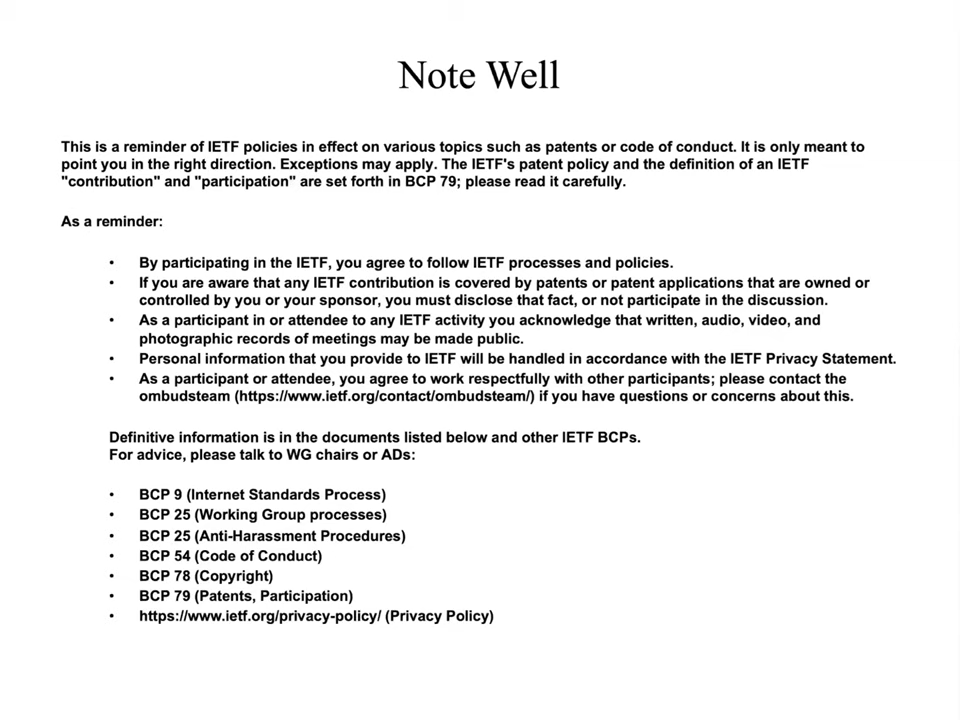 Note Well
This is a reminder of IETF policies in effect on various topics such as patents or code of conduct. It is only meant to
point you in the right direction. Exceptions may apply. The IETF's patent policy and the definition of an IETF
"contribution" and "participation" are set forth in BCP 79; please read it carefully.
As a reminder:
• By participating in the IETF, you agree to follow IETF processes and policies.
• If you are aware that any IETF contribution is covered by patents or patent applications that are owned or
controlled by you or your sponsor, you must disclose that fact, or not participate in the discussion.
• As a participant in or attendee to any IETF activity you acknowledge that written, audio, video, and
photographic records of meetings may be made public.
• Personal information that you provide to IETF will be handled in accordance with the IETF Privacy Statement.
• As a participant or attendee, you agree to work respectfully with other participants; please contact the
ombudsteam (https://www.ietf.org/contact/ombudsteam/) if you have questions or concerns about this.
Definitive information is in the documents listed below and other IETF BCPs.
For advice, please talk to WG chairs or ADs:
• BCP 9 (Internet Standards Process)
• BCP 25 (Working Group processes)
• BCP 25 (Anti-Harassment Procedures)
• BCP 54 (Code of Conduct)
• BCP 78 (Copyright)
• BCP 79 (Patents, Participation)
• https://www.ietf.org/privacy-policy/ (Privacy Policy)